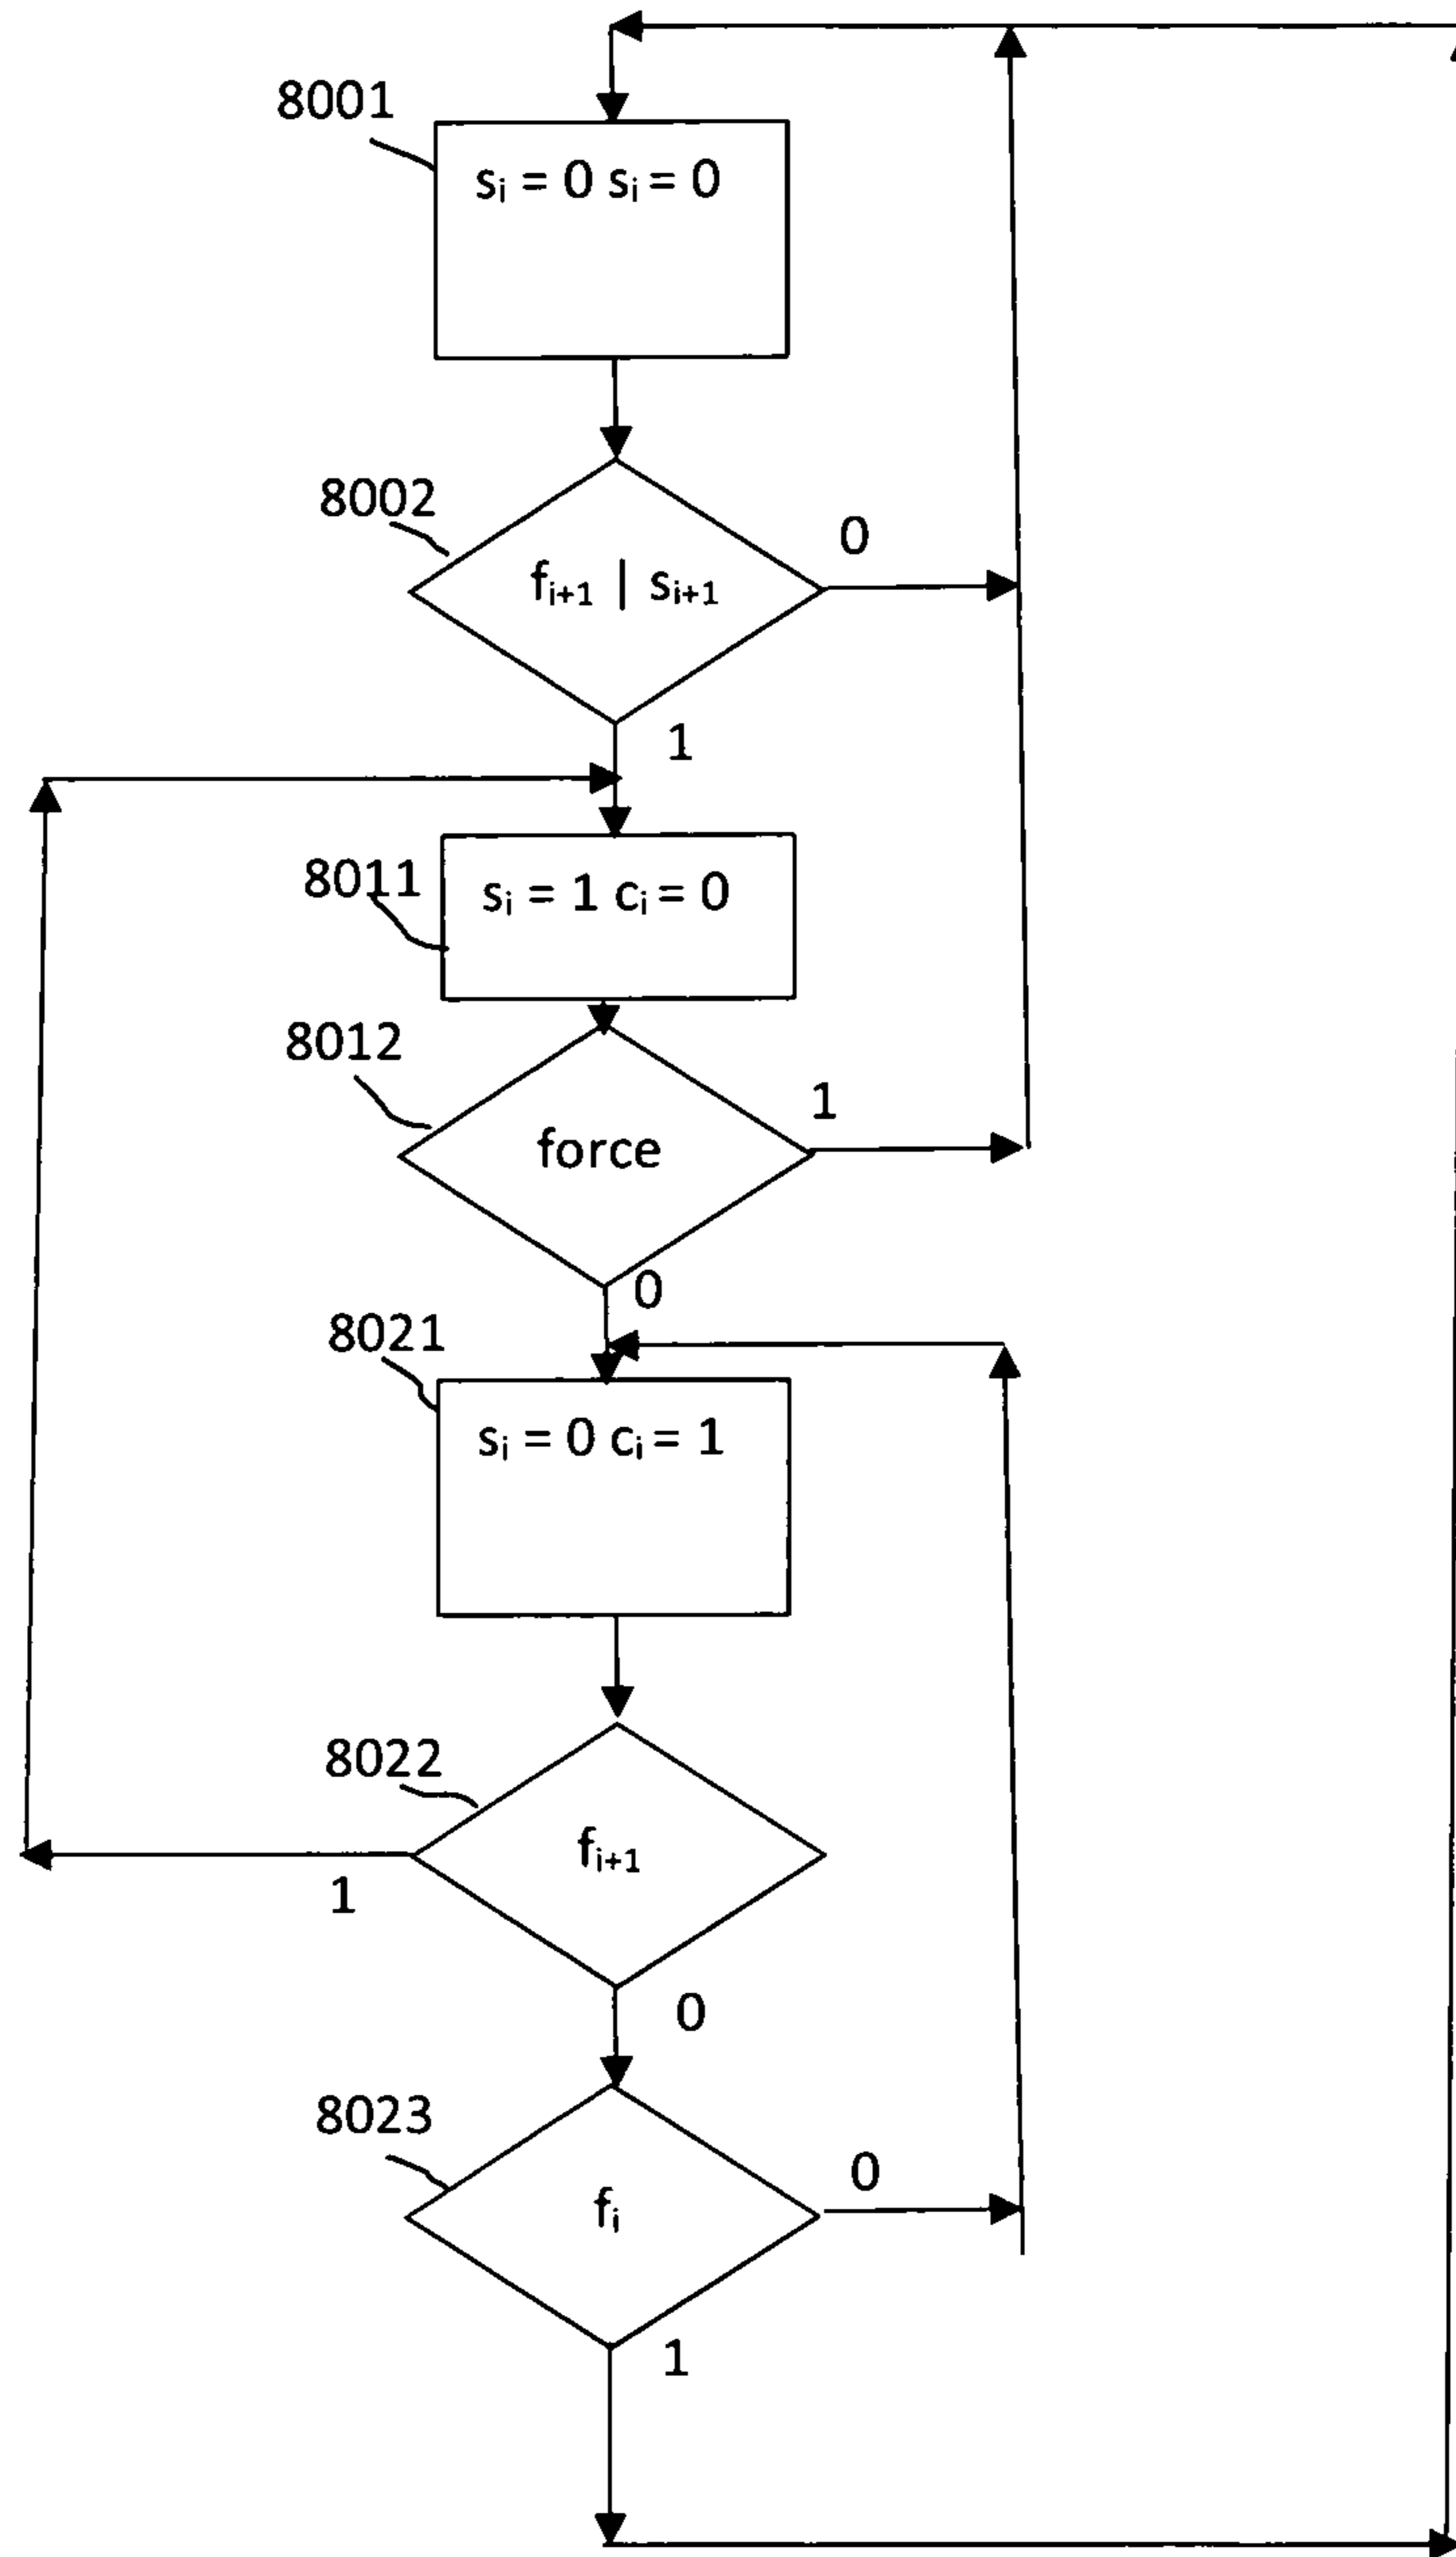 8001
sᵢ = 0 sᵢ = 0
8002
0
fᵢ₊₁ | sᵢ₊₁
1
8011
sᵢ = 1 cᵢ = 0
8012
1
force
0
8021
sᵢ = 0 cᵢ = 1
8022
fᵢ₊₁
1
0
8023
0
fᵢ
1